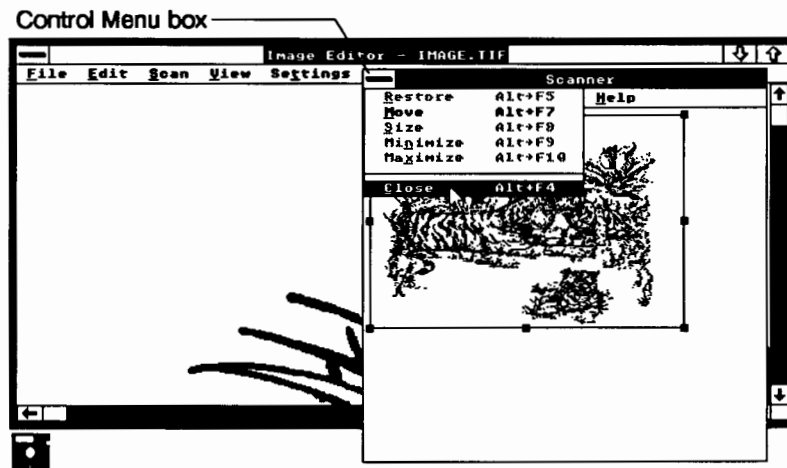 Control Menu box
Image Editor - IMAGE.TIF
File Edit Scan View Settings
Scanner
Restore Alt+F5 Help
Move Alt+F7
Size Alt+F8
Minimize Alt+F9
Maximize Alt+F10
Close Alt+F4